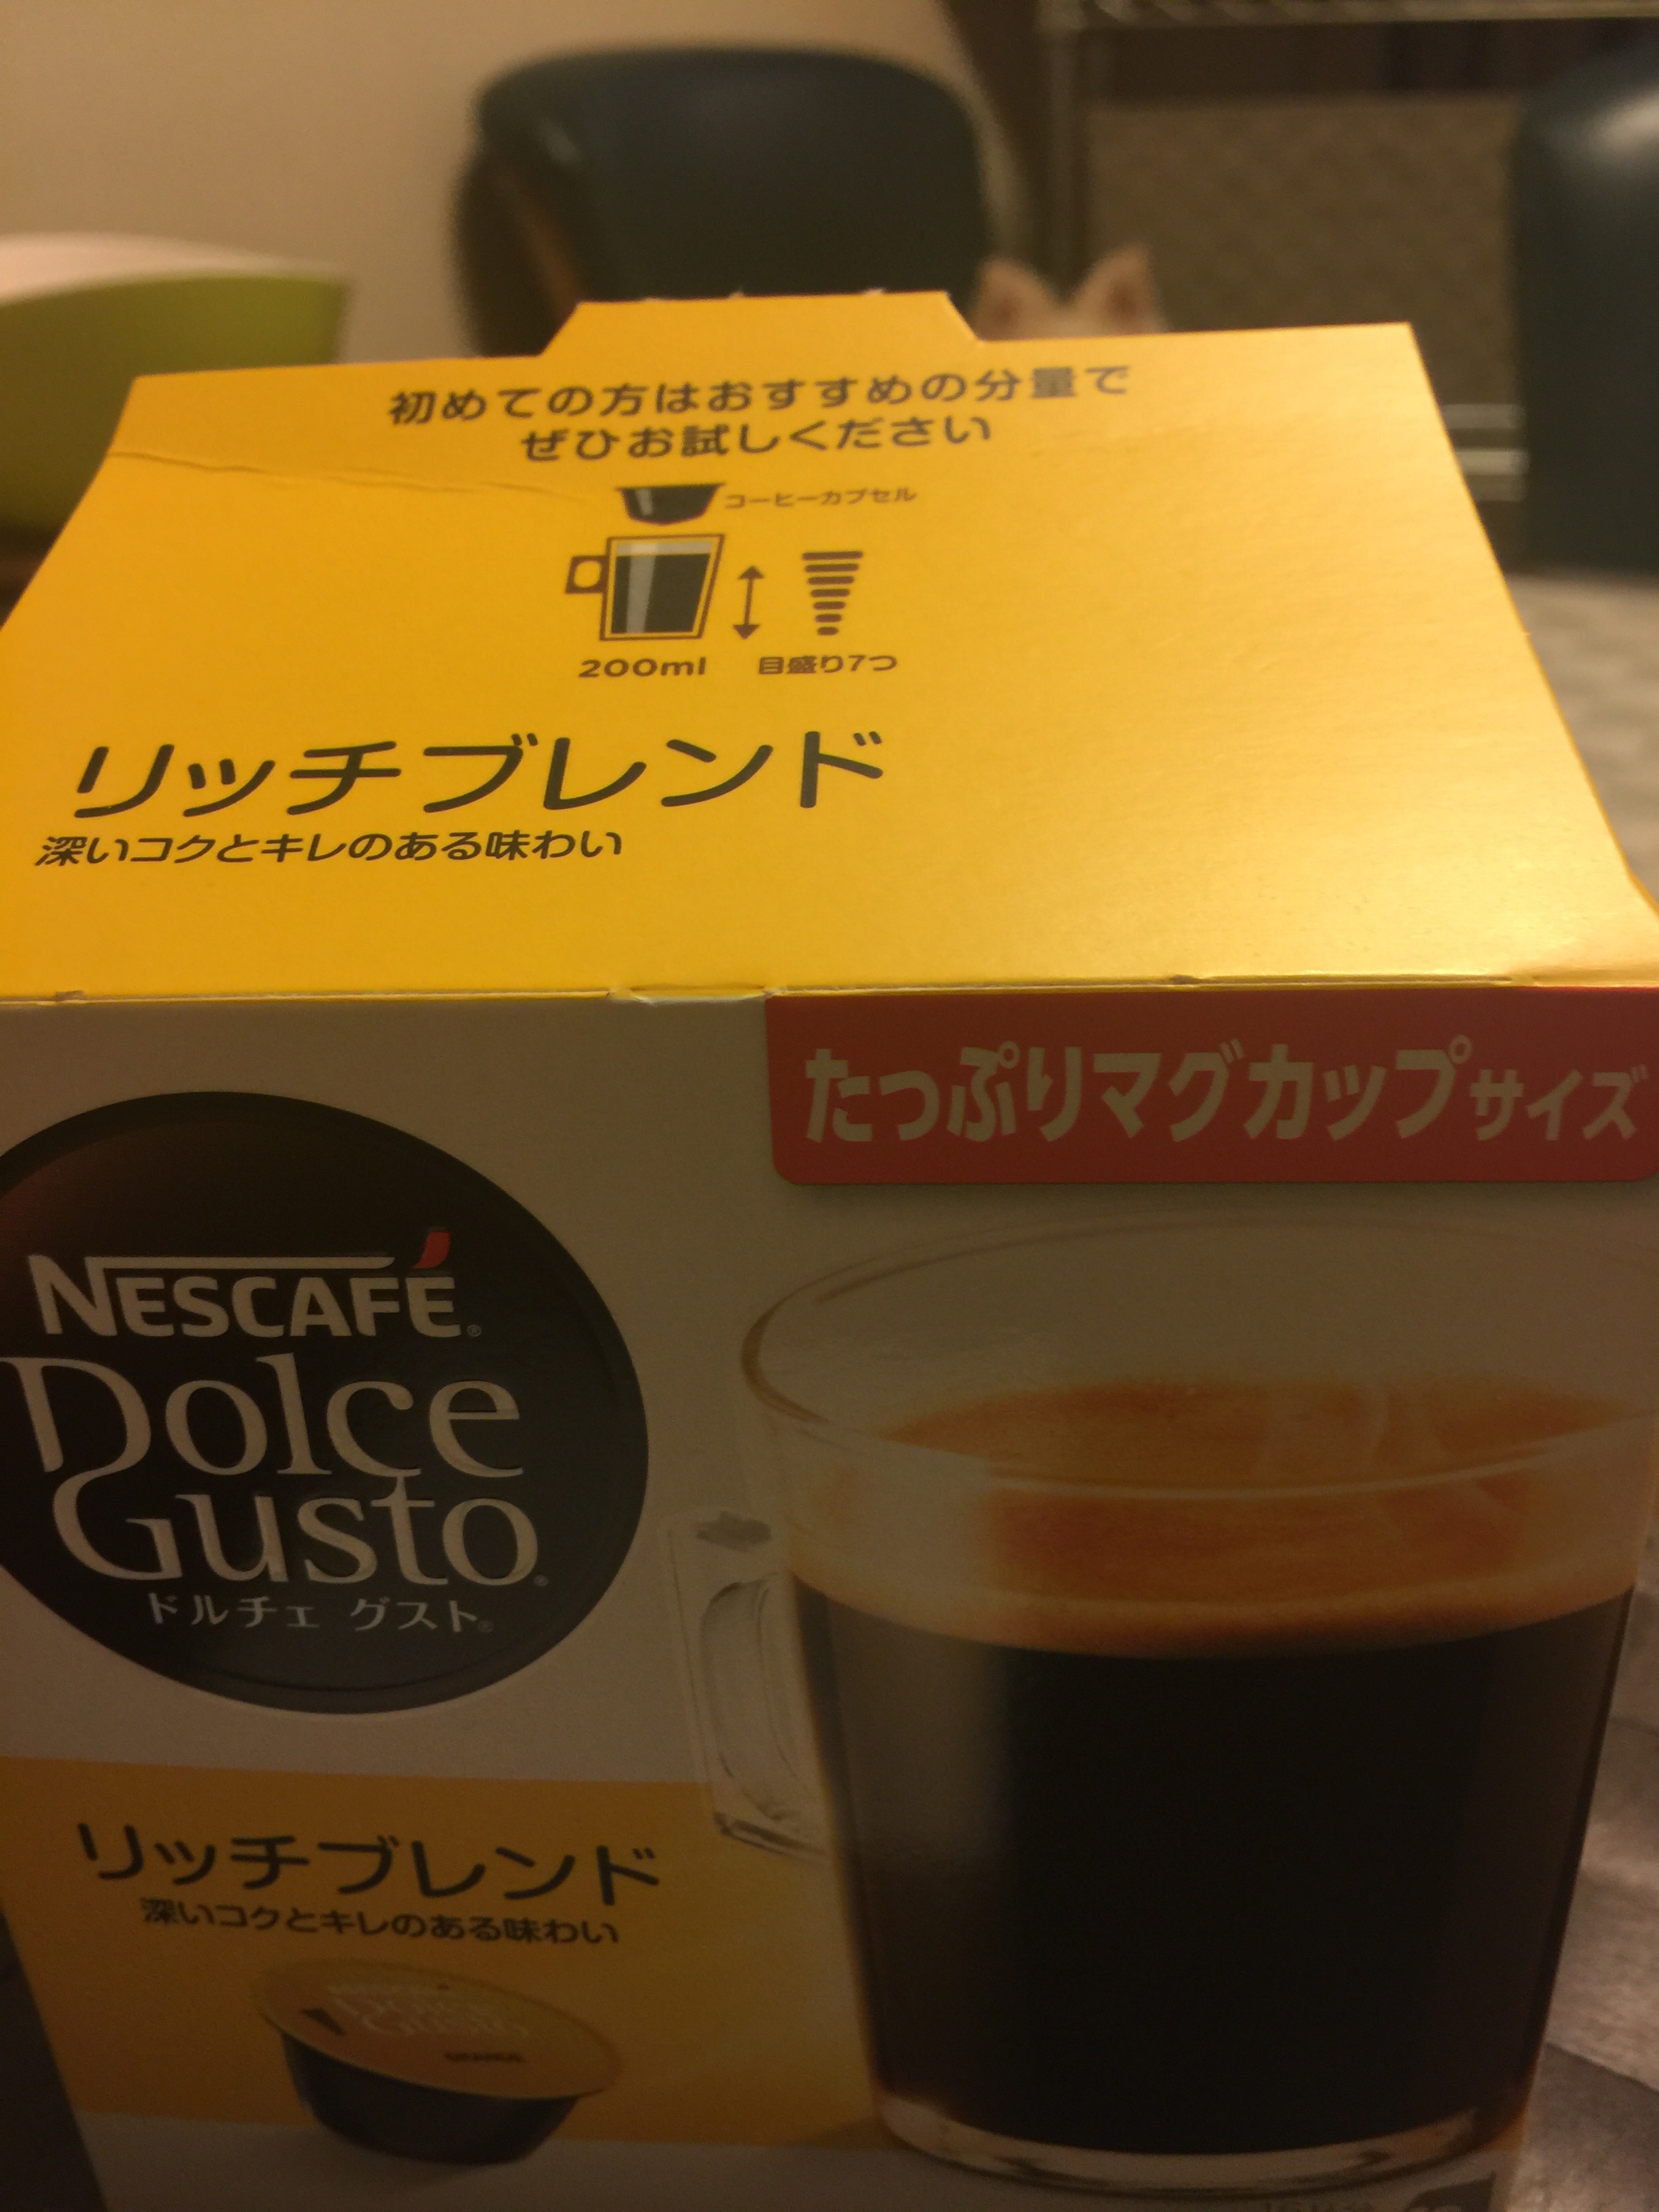 初めての方はおすすめの分量で
ぜひお試しください
コーヒーカプセル
200ml 目盛り7つ
リッチブレンド
深いコクとキレのある味わい
たっぷりマグカップサイズ
NESCAFÉ®
Dolce
Gusto®
ドルチェ グスト®
リッチブレンド
深いコクとキレのある味わい
Dolce
Gusto
GRANDE